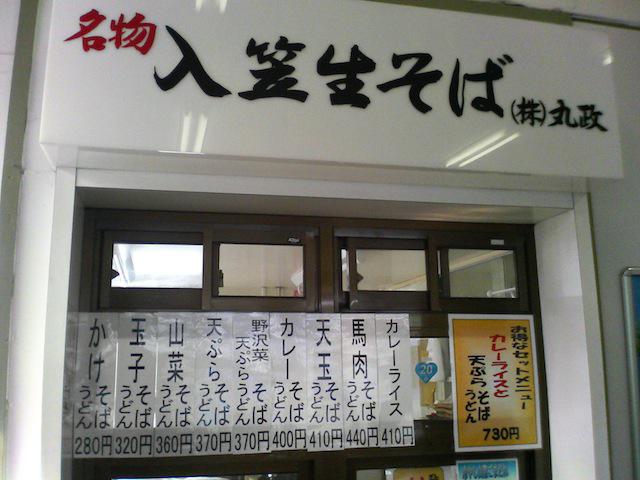 名物 入笠生そば ㈱丸政
かけそばうどん280円
玉子そばうどん320円
山菜そばうどん360円
天ぷらそばうどん370円
野沢菜天ぷらそばうどん370円
カレーそばうどん400円
天玉そばうどん410円
馬肉そばうどん440円
カレーライス410円
20
お得なセットメニュー
カレーライスと
天ぷらそばうどん
730円